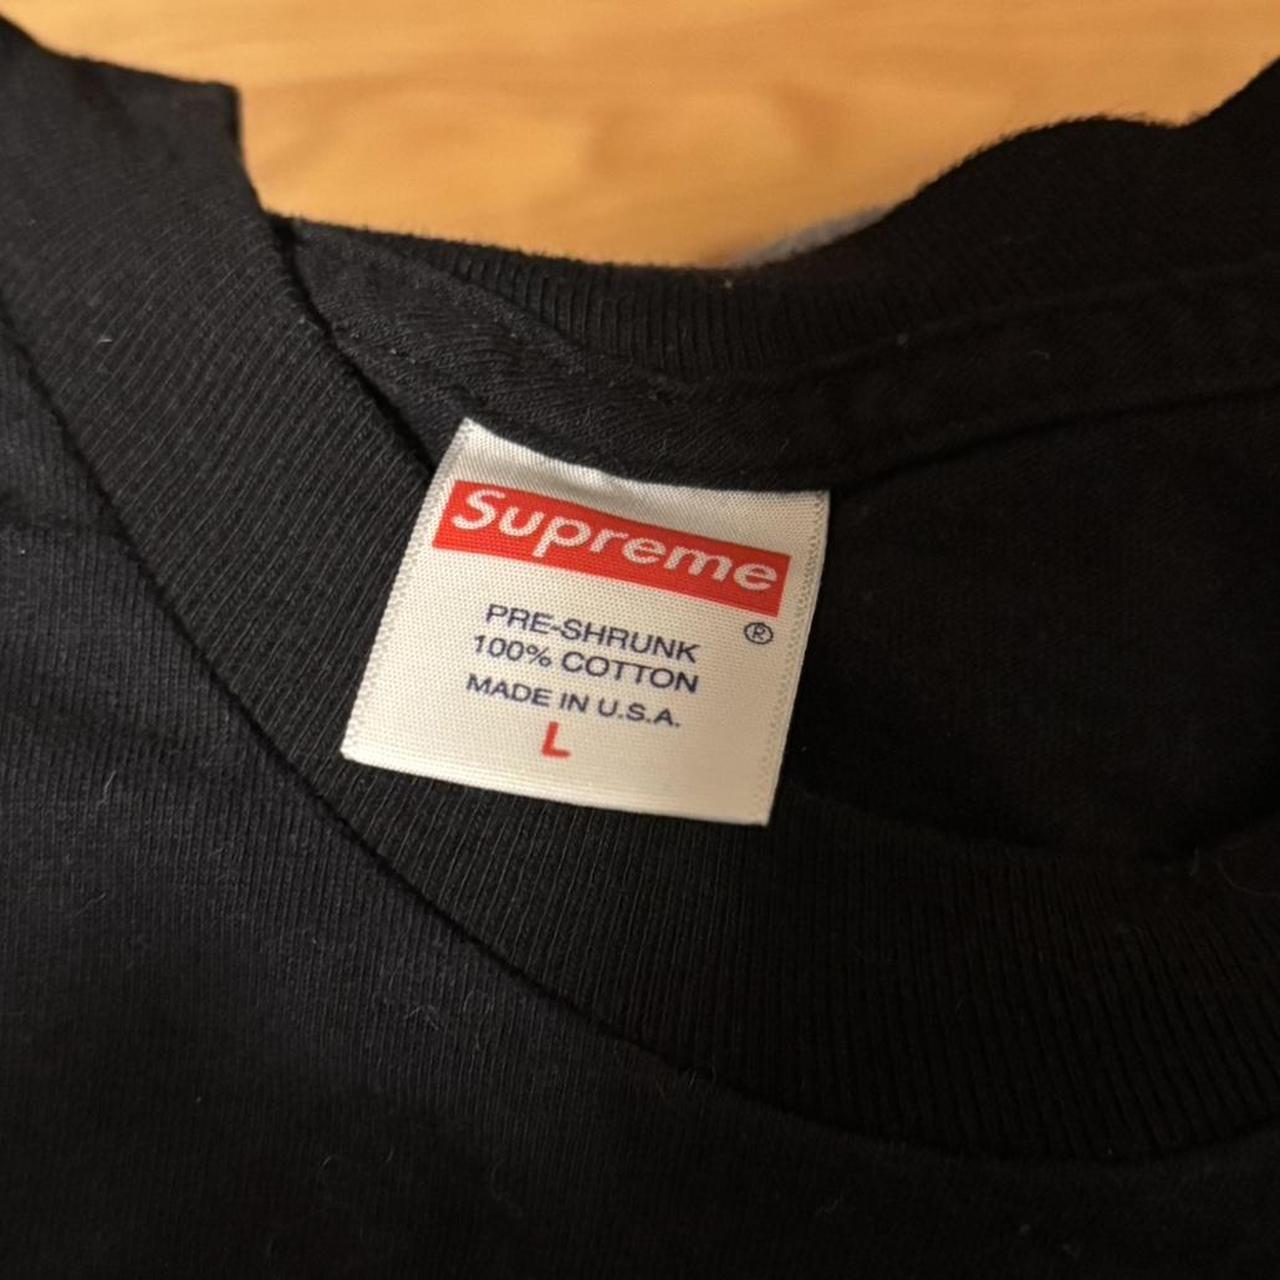 Supreme
®
PRE-SHRUNK
100% COTTON
MADE IN U.S.A.
L